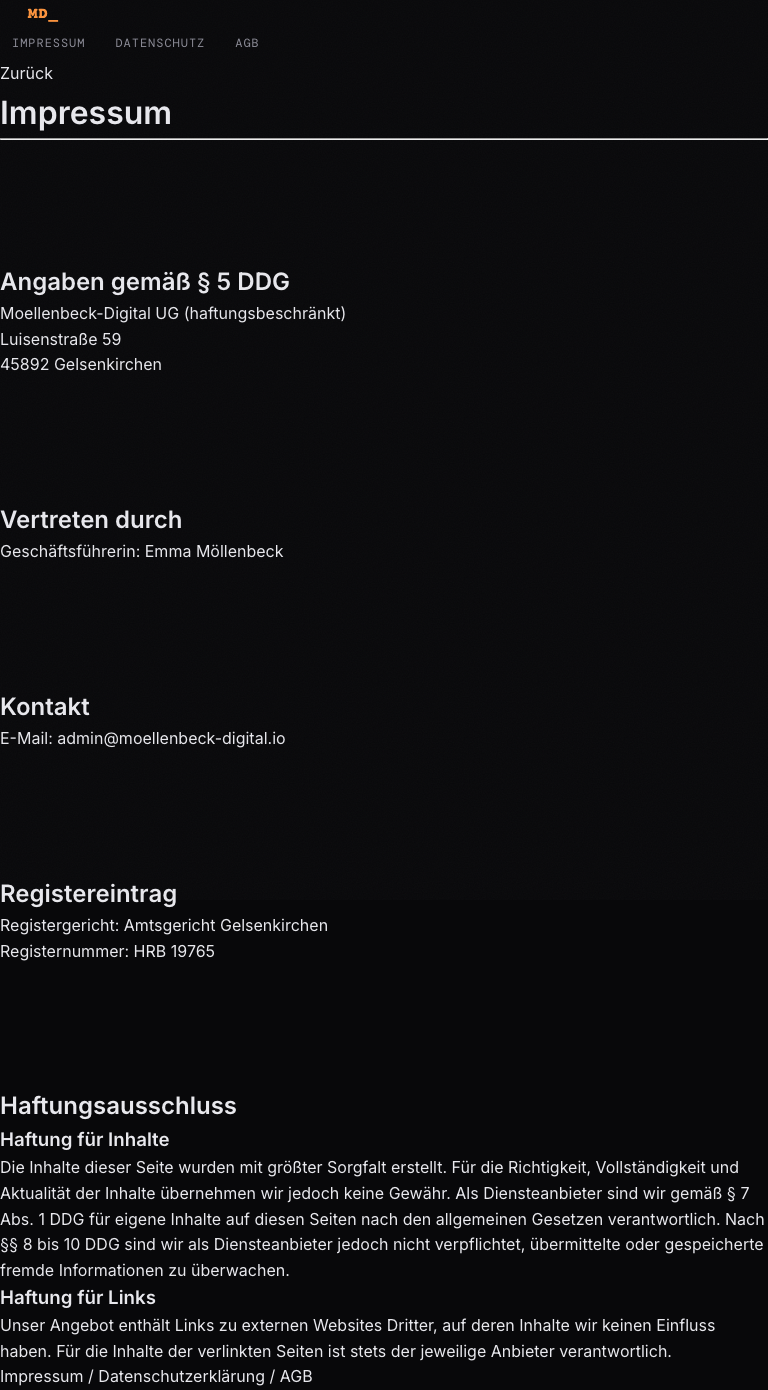 MD_
IMPRESSUM DATENSCHUTZ AGB
Zurück
Impressum
Angaben gemäß § 5 DDG
Moellenbeck-Digital UG (haftungsbeschränkt)
Luisenstraße 59
45892 Gelsenkirchen
Vertreten durch
Geschäftsführerin: Emma Möllenbeck
Kontakt
E-Mail: admin@moellenbeck-digital.io
Registereintrag
Registergericht: Amtsgericht Gelsenkirchen
Registernummer: HRB 19765
Haftungsausschluss
Haftung für Inhalte
Die Inhalte dieser Seite wurden mit größter Sorgfalt erstellt. Für die Richtigkeit, Vollständigkeit und
Aktualität der Inhalte übernehmen wir jedoch keine Gewähr. Als Diensteanbieter sind wir gemäß § 7
Abs. 1 DDG für eigene Inhalte auf diesen Seiten nach den allgemeinen Gesetzen verantwortlich. Nach
§§ 8 bis 10 DDG sind wir als Diensteanbieter jedoch nicht verpflichtet, übermittelte oder gespeicherte
fremde Informationen zu überwachen.
Haftung für Links
Unser Angebot enthält Links zu externen Websites Dritter, auf deren Inhalte wir keinen Einfluss
haben. Für die Inhalte der verlinkten Seiten ist stets der jeweilige Anbieter verantwortlich.
Impressum / Datenschutzerklärung / AGB